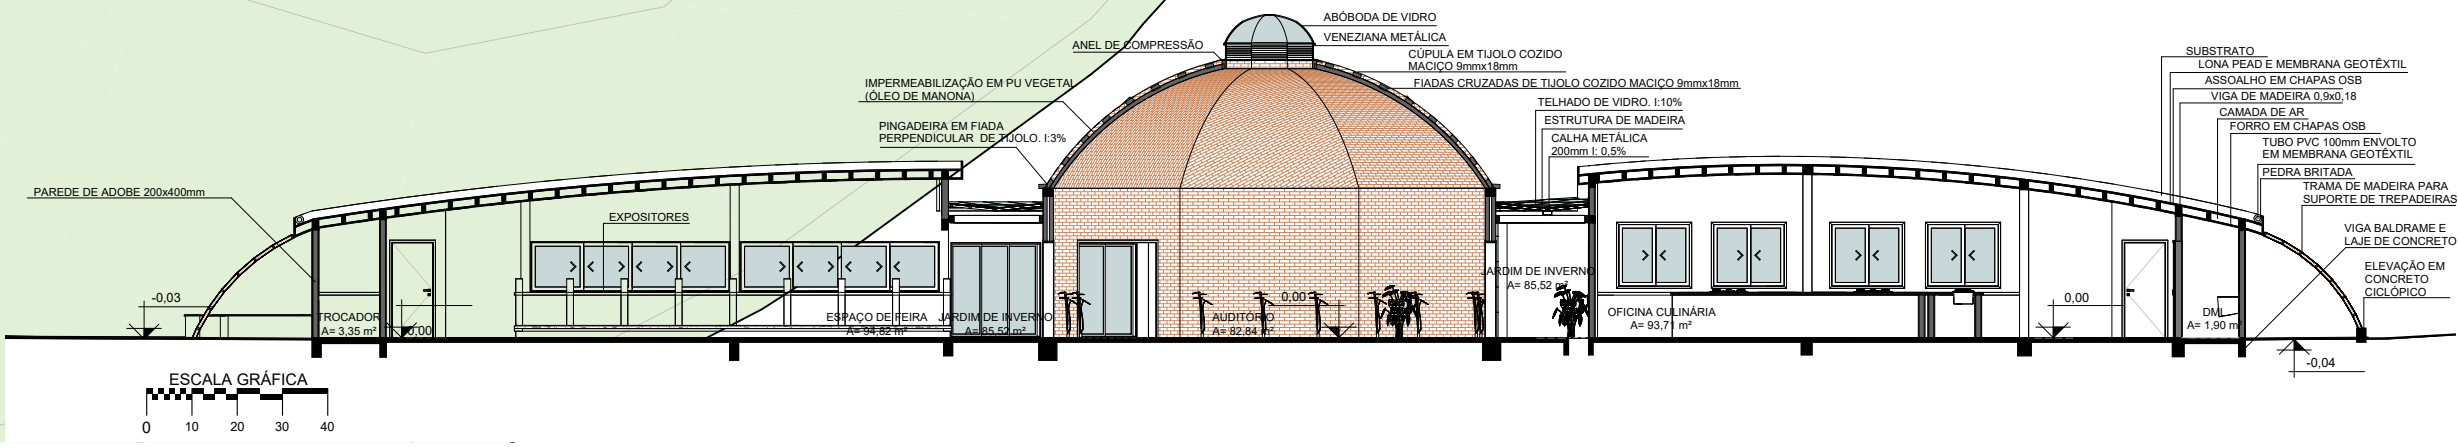 ABÓBODA DE VIDRO
VENEZIANA METÁLICA
ANEL DE COMPRESSÃO
CÚPULA EM TIJOLO COZIDO
MACIÇO 9mmx18mm
FIADAS CRUZADAS DE TIJOLO COZIDO MACIÇO 9mmx18mm
IMPERMEABILIZAÇÃO EM PU VEGETAL
(ÓLEO DE MANONA)
TELHADO DE VIDRO. I:10%
ESTRUTURA DE MADEIRA
PINGADEIRA EM FIADA
PERPENDICULAR DE TIJOLO. I:3%
CALHA METÁLICA
200mm I: 0,5%
SUBSTRATO
LONA PEAD E MEMBRANA GEOTÊXTIL
ASSOALHO EM CHAPAS OSB
VIGA DE MADEIRA 0,9x0,18
CAMADA DE AR
FORRO EM CHAPAS OSB
TUBO PVC 100mm ENVOLTO
EM MEMBRANA GEOTÊXTIL
PEDRA BRITADA
TRAMA DE MADEIRA PARA
SUPORTE DE TREPADEIRAS
VIGA BALDRAME E
LAJE DE CONCRETO
ELEVAÇÃO EM
CONCRETO
CICLÓPICO
PAREDE DE ADOBE 200x400mm
EXPOSITORES
-0,03
TROCADOR
A= 3,35 m²
0,00
ESPAÇO DE FEIRA
A= 94,82 m²
JARDIM DE INVERNO
A= 85,52 m²
AUDITÓRIO
A= 82,84 m²
0,00
JARDIM DE INVERNO
A= 85,52 m²
OFICINA CULINÁRIA
A= 93,71 m²
0,00
DML
A= 1,90 m²
-0,04
ESCALA GRÁFICA
0 10 20 30 40